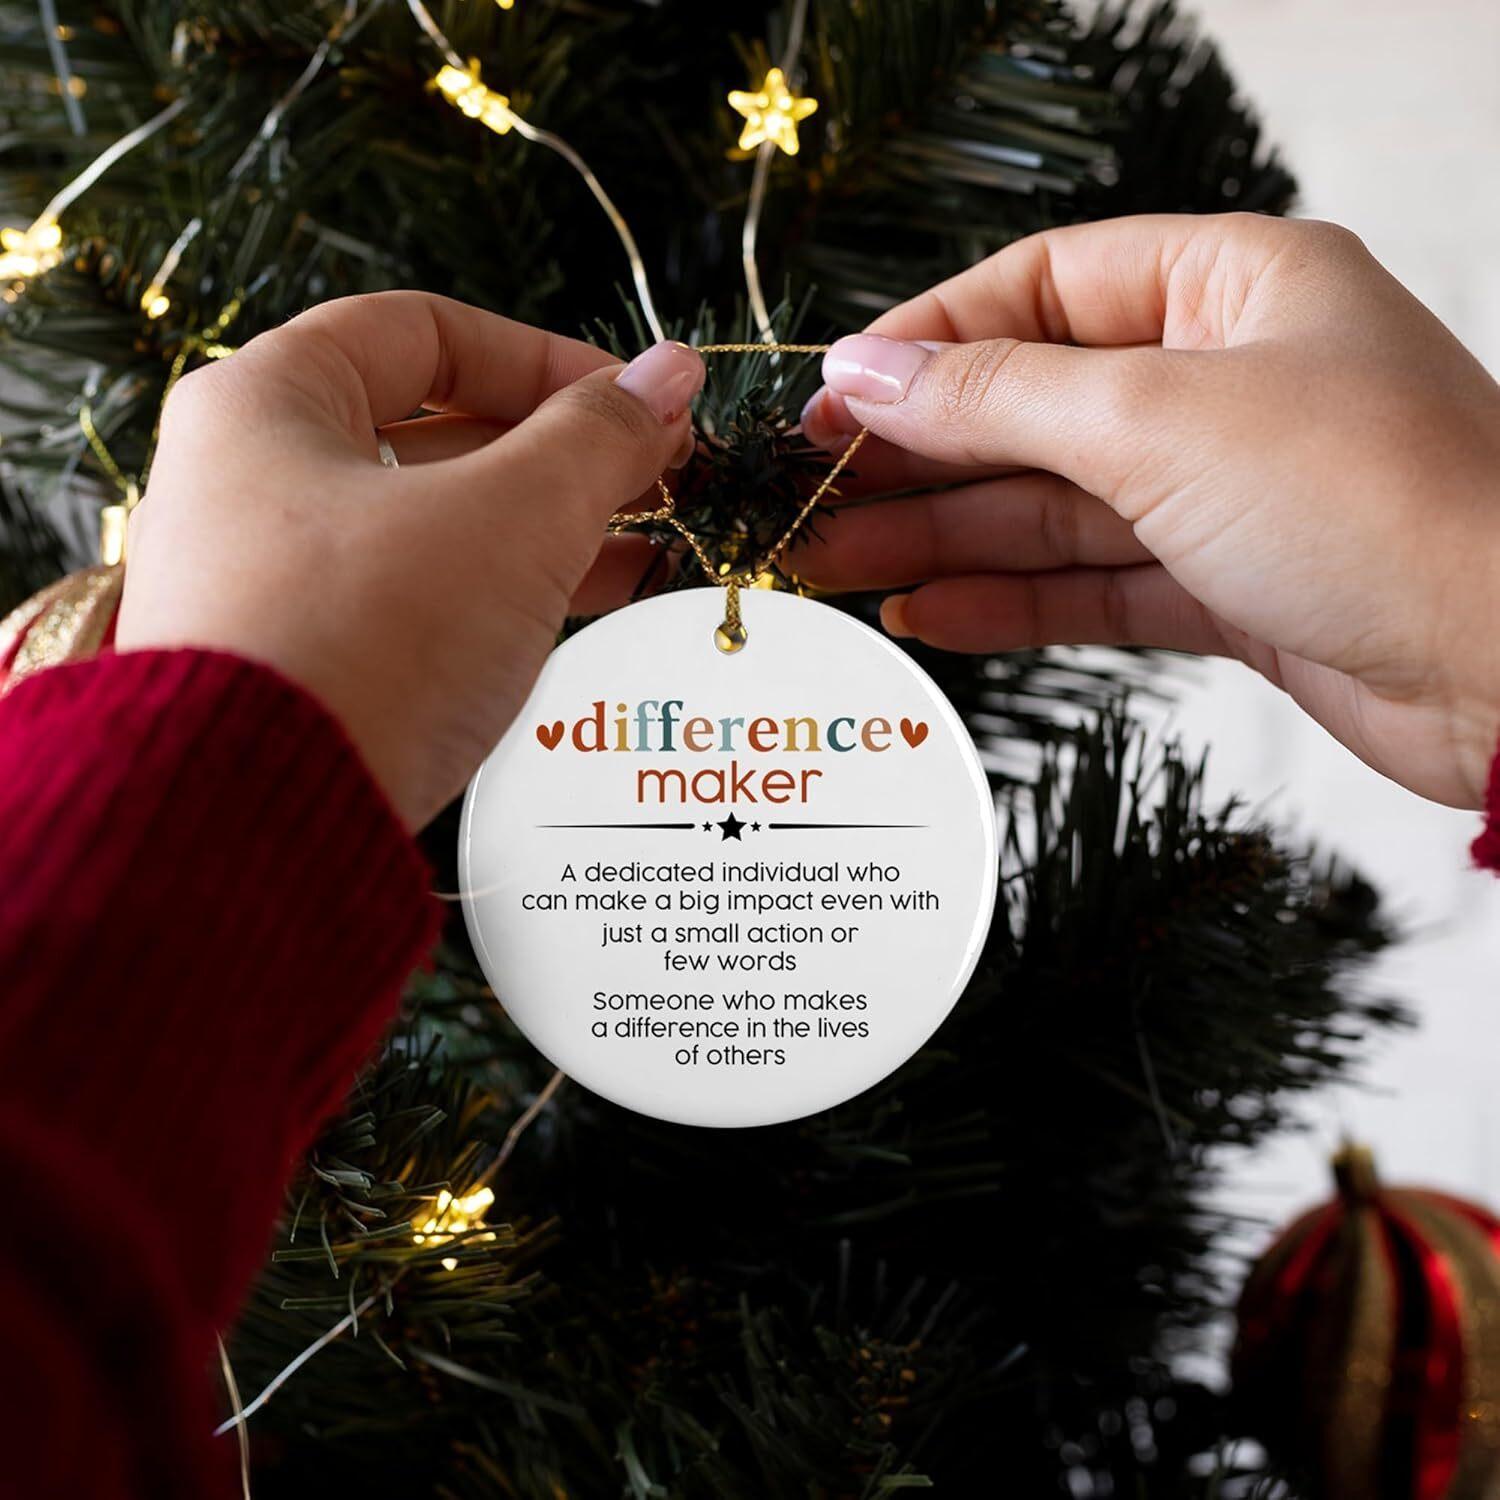 difference
maker
A dedicated individual who
can make a big impact even with
just a small action or
few words
Someone who makes
a difference in the lives
of others